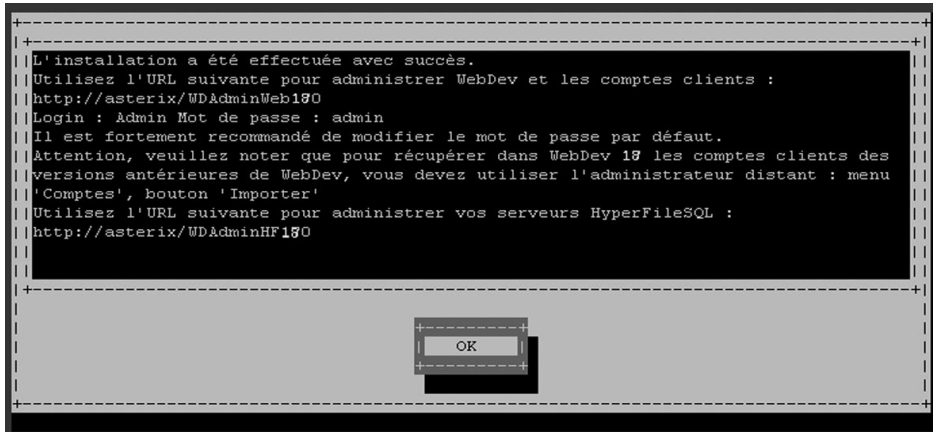 L'installation a été effectuée avec succès.
Utilisez l'URL suivante pour administrer WebDev et les comptes clients :
http://asterix/WDAdminWeb180
Login : Admin Mot de passe : admin
Il est fortement recommandé de modifier le mot de passe par défaut.
Attention, veuillez noter que pour récupérer dans WebDev 18 les comptes clients des
versions antérieures de WebDev, vous devez utiliser l'administrateur distant : menu
'Comptes', bouton 'Importer'
Utilisez l'URL suivante pour administrer vos serveurs HyperFileSQL :
http://asterix/WDAdminHF180
OK